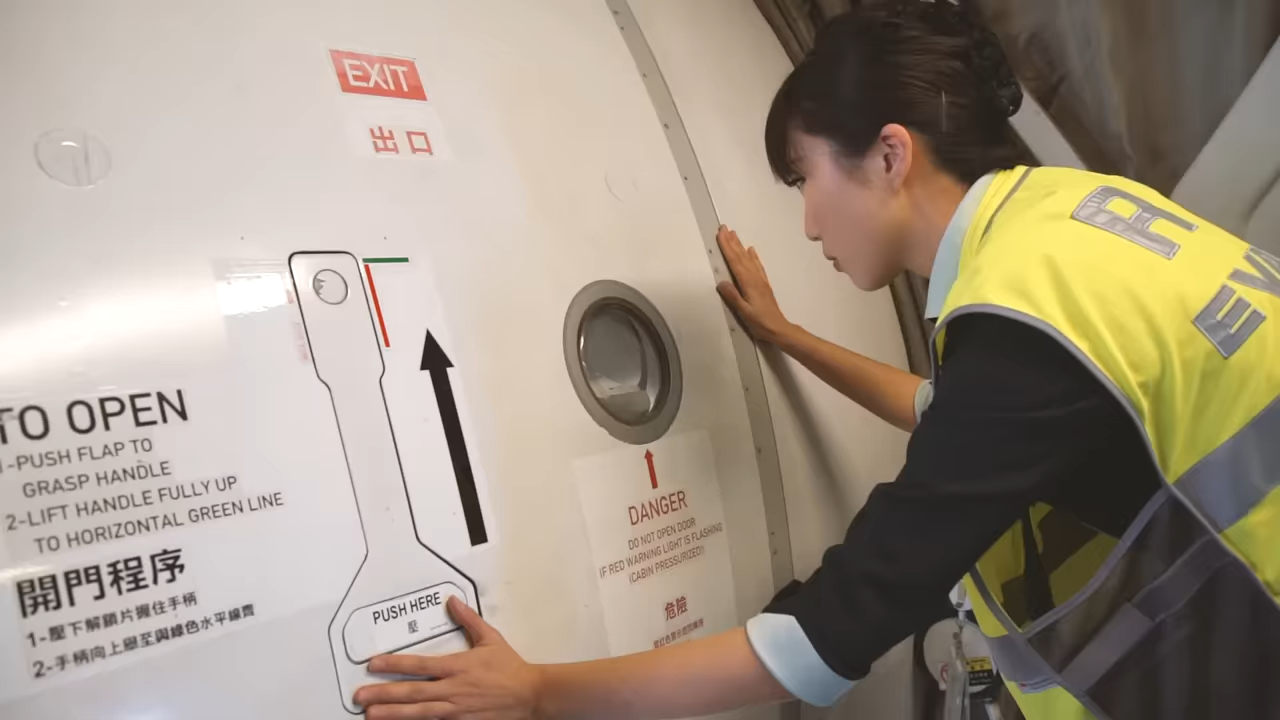 EXIT
出口
TO OPEN
1-PUSH FLAP TO
GRASP HANDLE
2-LIFT HANDLE FULLY UP
TO HORIZONTAL GREEN LINE
開門程序
1-壓下解鎖片握住手柄
2-手柄向上舉至與綠色水平線齊
PUSH HERE
壓
DANGER
DO NOT OPEN DOOR
IF RED WARNING LIGHT IS FLASHING
(CABIN PRESSURIZED)
危險